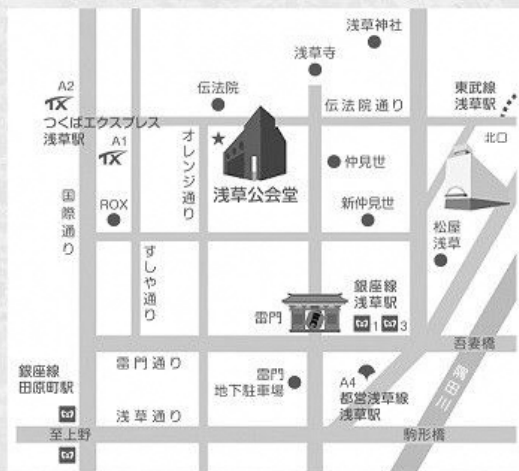 浅草神社
浅草寺
A2
TX
つくばエクスプレス
浅草駅
伝法院
伝法院通り
東武線
浅草駅
北口
A1
TX
オレンジ通り
浅草公会堂
仲見世
国際通り
ROX
新仲見世
松屋
浅草
すしや通り
銀座線
浅草駅
1
3
雷門
吾妻橋
雷門通り
隅田川
銀座線
田原町駅
雷門
地下駐車場
A4
都営浅草線
浅草駅
浅草通り
至上野
駒形橋